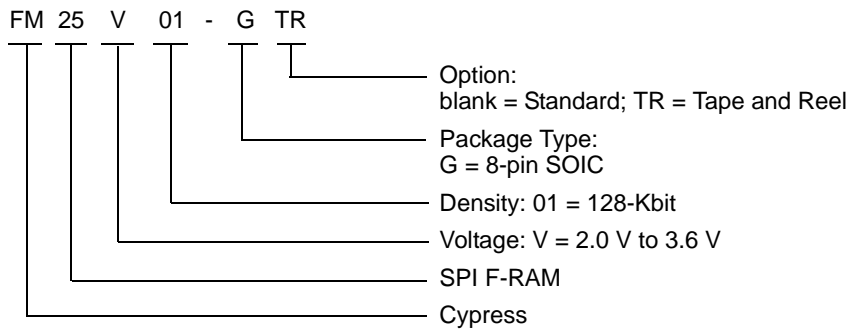 FM 25 V 01 - G TR
Option:
blank = Standard; TR = Tape and Reel
Package Type:
G = 8-pin SOIC
Density: 01 = 128-Kbit
Voltage: V = 2.0 V to 3.6 V
SPI F-RAM
Cypress